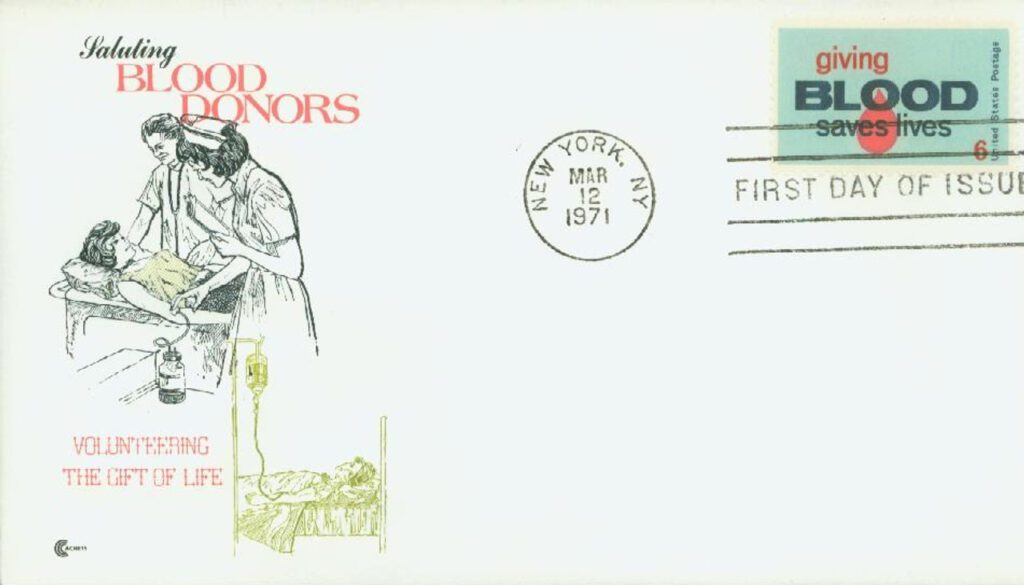 Saluting
BLOOD
DONORS
NEW YORK, NY
MAR
12
1971
giving
BLOOD
saves lives
6
United States Postage
FIRST DAY OF ISSUE
VOLUNTEERING
THE GIFT OF LIFE
CACHETS